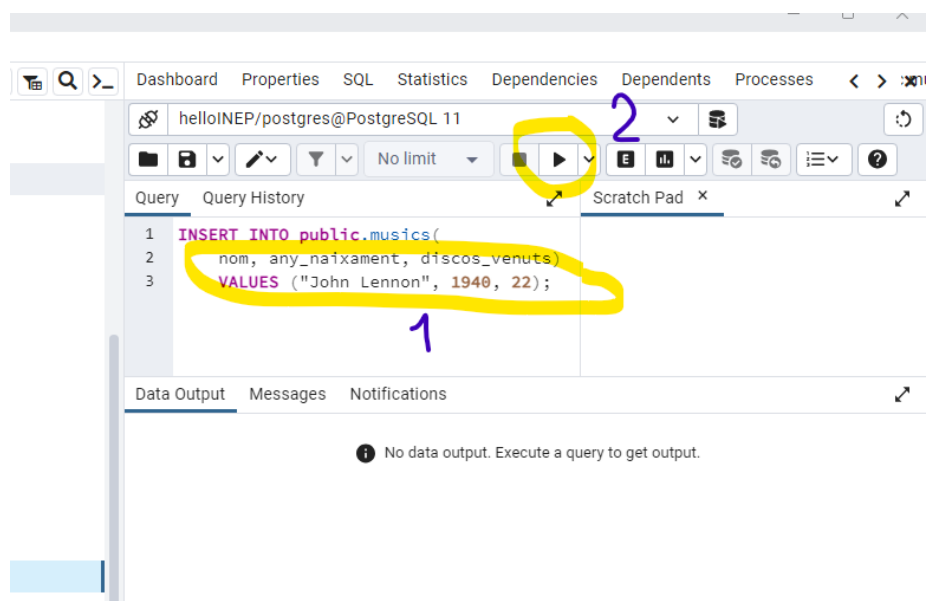 Dashboard Properties SQL Statistics Dependencies Dependents Processes
helloINEP/postgres@PostgreSQL 11
2
No limit
E
Query Query History
Scratch Pad
1 INSERT INTO public.musics(
2 nom, any_naixament, discos_venuts)
3 VALUES ("John Lennon", 1940, 22);
1
Data Output Messages Notifications
No data output. Execute a query to get output.